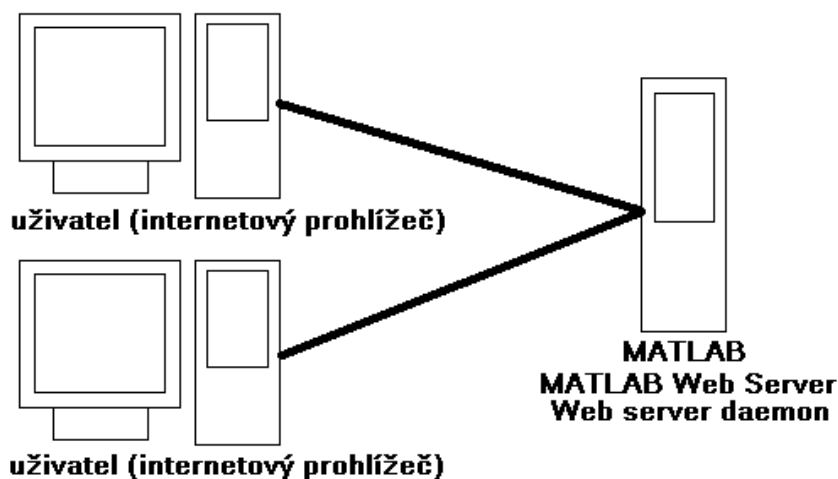 uživatel (internetový prohlížeč)
MATLAB
MATLAB Web Server
Web server daemon
uživatel (internetový prohlížeč)